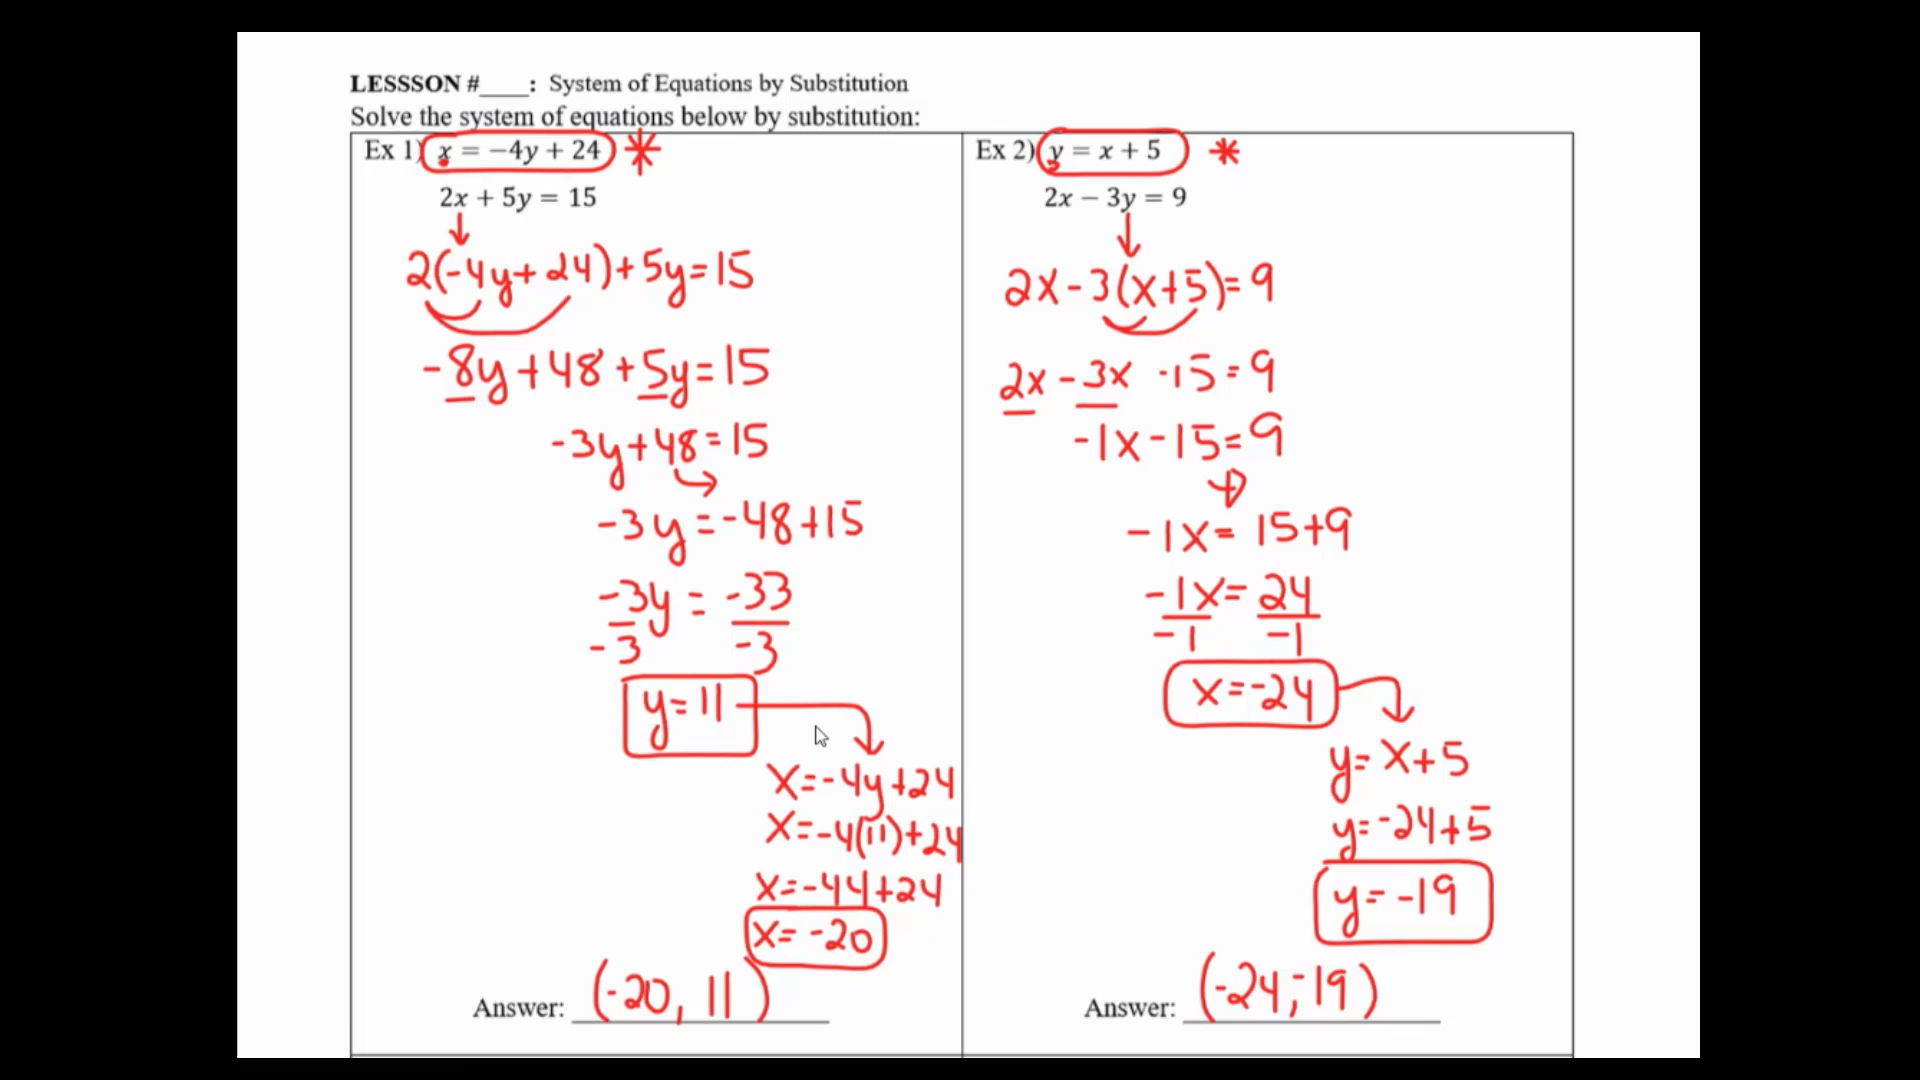 LESSSON #____: System of Equations by Substitution
Solve the system of equations below by substitution:
Ex 1) x = −4y + 24 *
2x + 5y = 15
2(-4y+24)+5y=15
-8y+48+5y=15
-3y+48=15
-3y=-48+15
-3y = -33
-3 -3
y=11
x=-4y+24
x=-4(11)+24
x=-44+24
x=-20
Answer: (-20, 11)
Ex 2) y = x + 5 *
2x − 3y = 9
2x-3(x+5)=9
2x-3x-15=9
-1x-15=9
-1x=15+9
-1x=24
-1 -1
x=-24
y=x+5
y=-24+5
y=-19
Answer: (-24,-19)